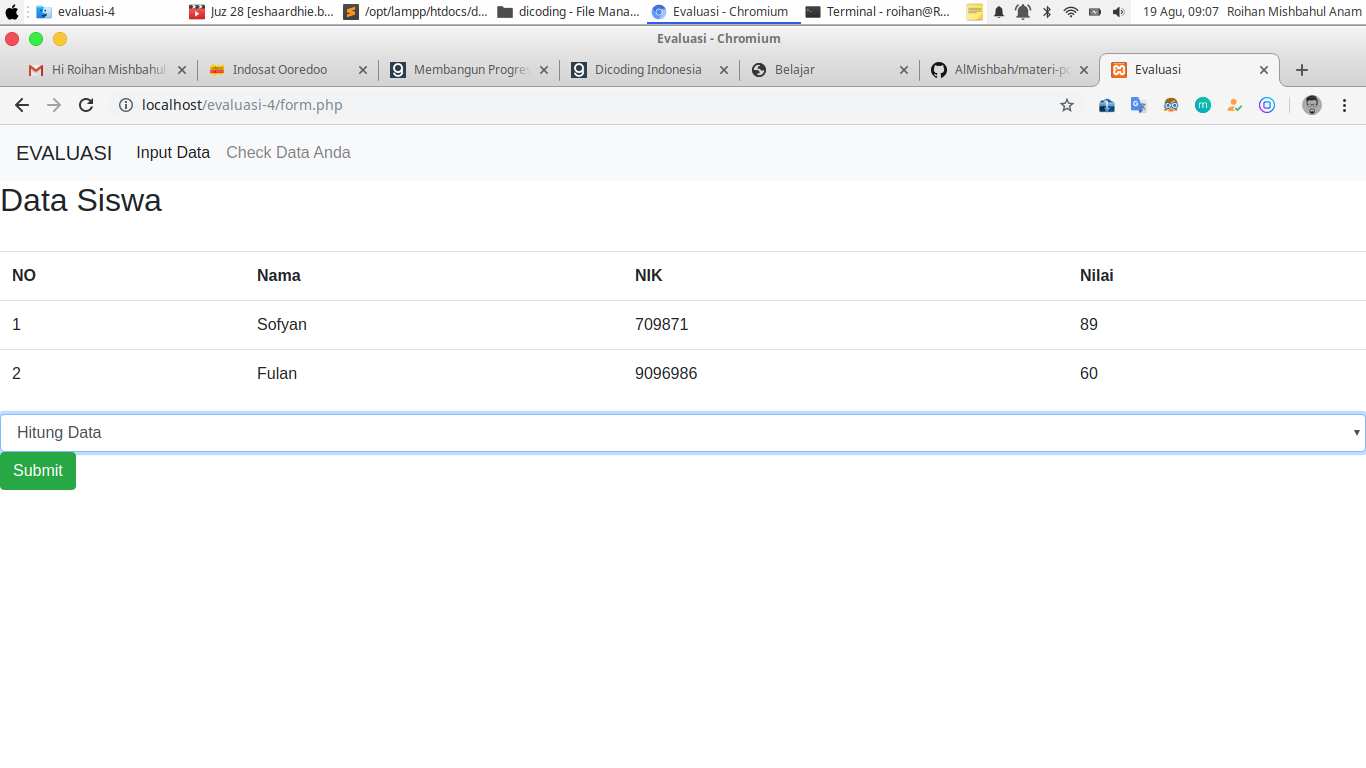 evaluasi-4 Juz 28 [eshaardhie.b... /opt/lampp/htdocs/d... dicoding - File Mana... Evaluasi - Chromium Terminal - roihan@R... 19 Agu, 09:07 Roihan Mishbahul Anam
Evaluasi - Chromium
Hi Roihan Mishbahul Indosat Ooredoo Membangun Progres Dicoding Indonesia Belajar AlMishbah/materi-po Evaluasi
localhost/evaluasi-4/form.php
EVALUASI Input Data Check Data Anda
Data Siswa
NO Nama NIK Nilai
1 Sofyan 709871 89
2 Fulan 9096986 60
Hitung Data
Submit